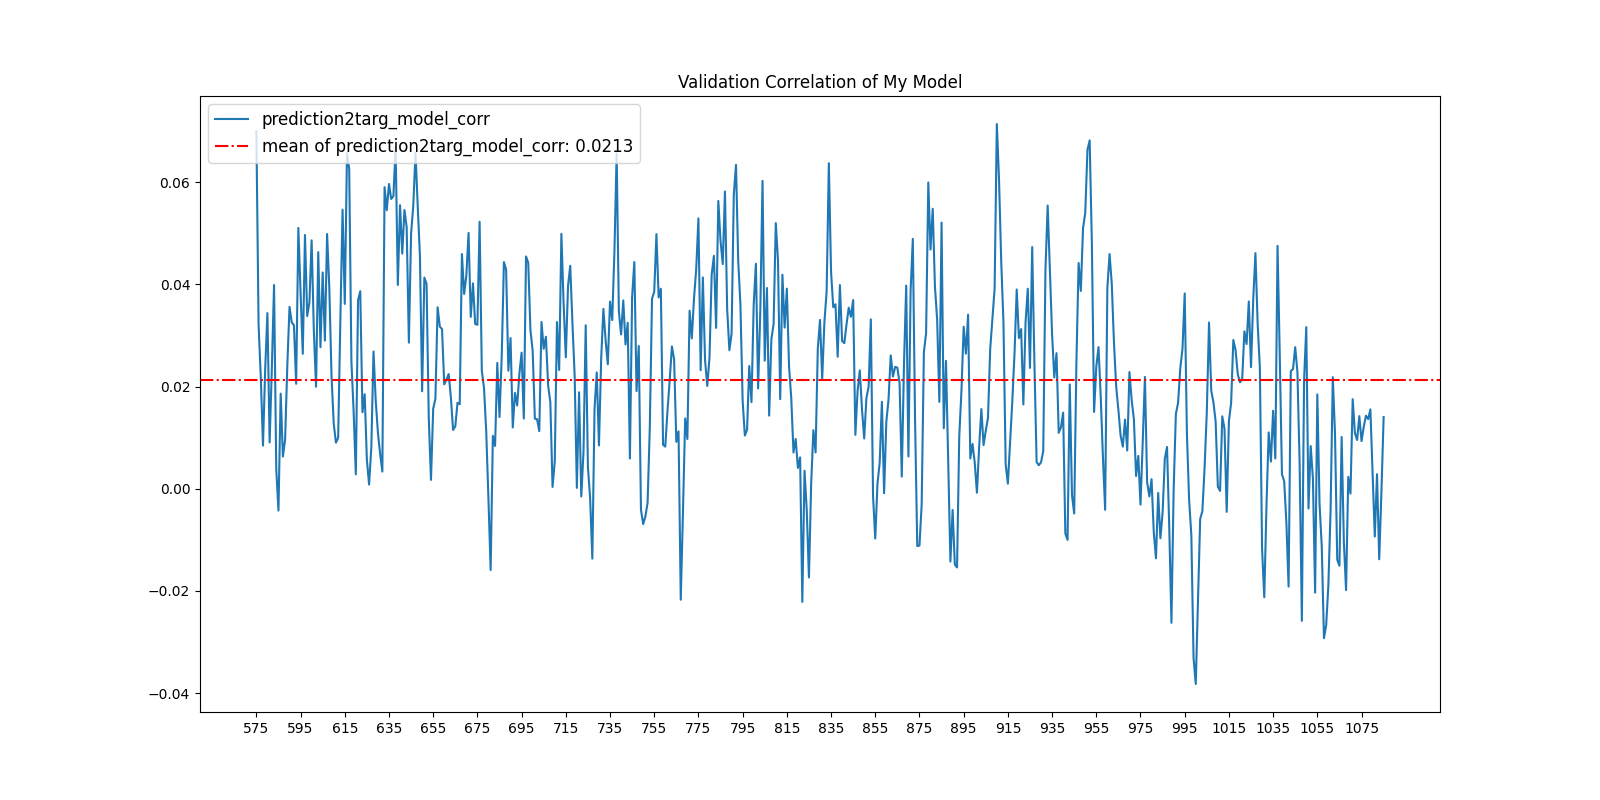 Validation Correlation of My Model
prediction2targ_model_corr
mean of prediction2targ_model_corr: 0.0213
0.06
0.04
0.02
0.00
−0.02
−0.04
575 595 615 635 655 675 695 715 735 755 775 795 815 835 855 875 895 915 935 955 975 995 1015 1035 1055 1075